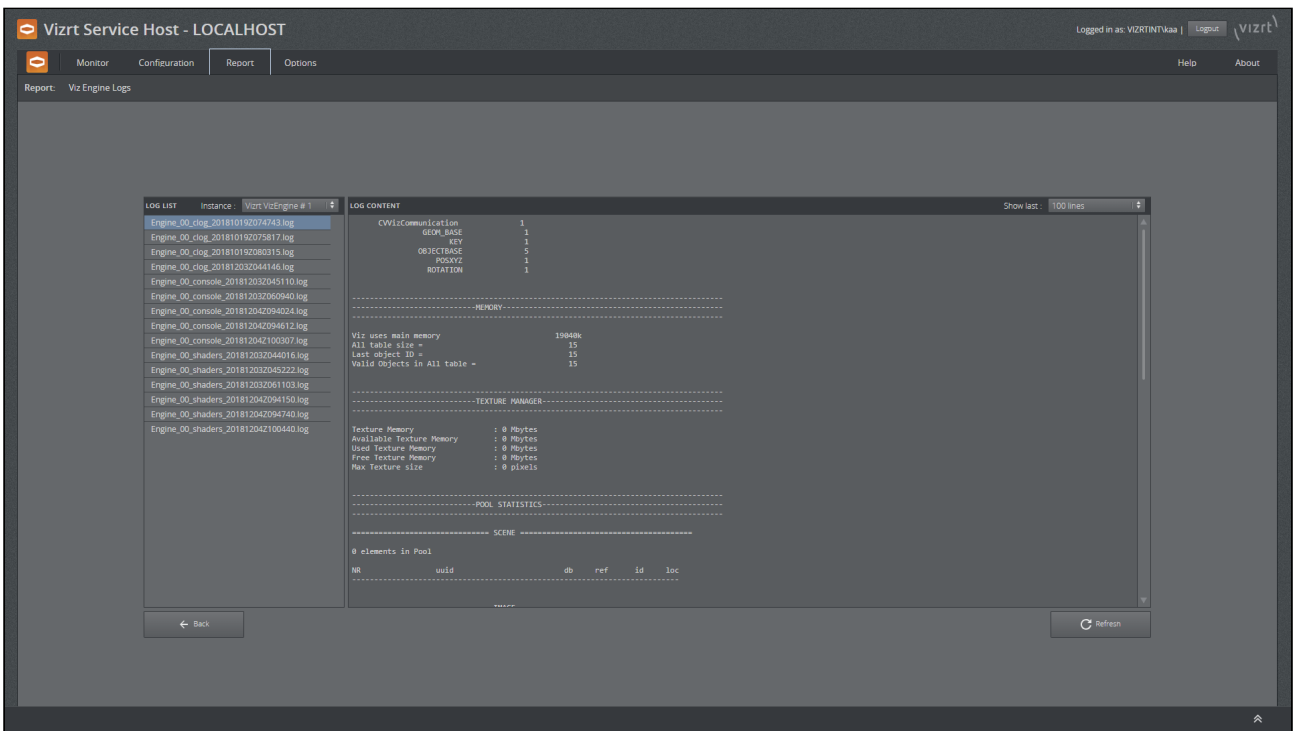 Vizrt Service Host - LOCALHOST
Logged in as: VIZRTINT\kaa | Logout vizrt
Monitor Configuration Report Options Help About
Report: Viz Engine Logs
LOG LIST Instance : Vizrt VizEngine # 1
Engine_00_clog_20181019Z074743.log
Engine_00_clog_20181019Z075817.log
Engine_00_clog_20181019Z080315.log
Engine_00_clog_20181203Z044146.log
Engine_00_console_20181203Z045110.log
Engine_00_console_20181203Z060940.log
Engine_00_console_20181204Z094024.log
Engine_00_console_20181204Z094612.log
Engine_00_console_20181204Z100307.log
Engine_00_shaders_20181203Z044016.log
Engine_00_shaders_20181203Z045222.log
Engine_00_shaders_20181203Z061103.log
Engine_00_shaders_20181204Z094150.log
Engine_00_shaders_20181204Z094740.log
Engine_00_shaders_20181204Z100440.log
LOG CONTENT Show last : 100 lines
CVVizCommunication 1
GEOM_BASE 1
KEY 1
OBJECTBASE 5
POSXYZ 1
ROTATION 1
MEMORY
Viz uses main memory 19040k
All table size = 15
Last object ID = 15
Valid Objects in All table = 15
TEXTURE MANAGER
Texture Memory : 0 Mbytes
Available Texture Memory : 0 Mbytes
Used Texture Memory : 0 Mbytes
Free Texture Memory : 0 Mbytes
Max Texture size : 0 pixels
POOL STATISTICS
SCENE
0 elements in Pool
NR uuid db ref id loc
IMAGE
Back
Refresh